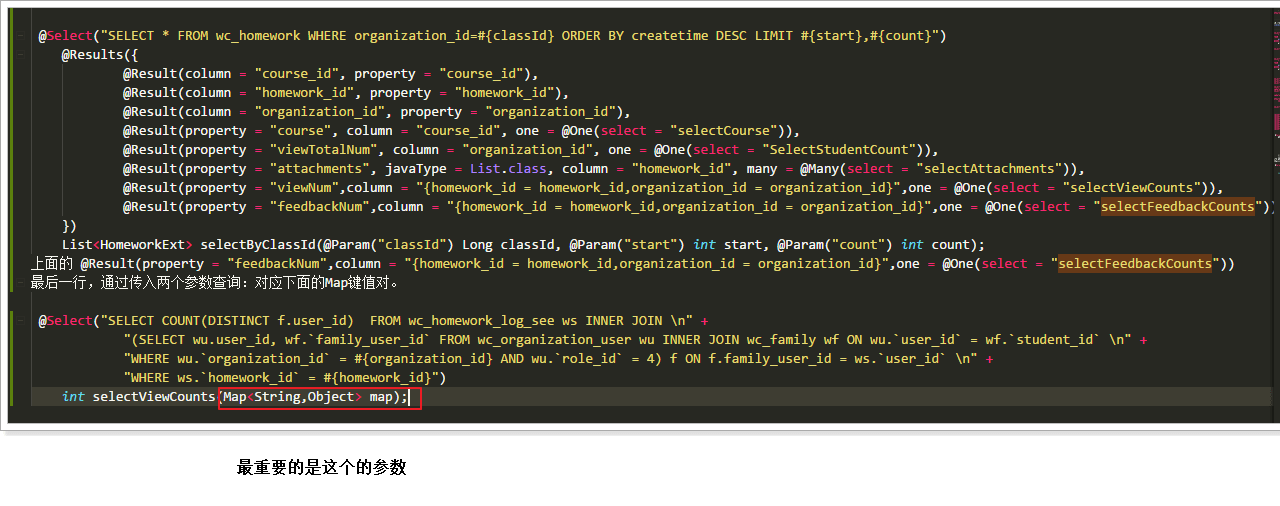 @Select("SELECT * FROM wc_homework WHERE organization_id=#{classId} ORDER BY createtime DESC LIMIT #{start},#{count}")
@Results({
@Result(column = "course_id", property = "course_id"),
@Result(column = "homework_id", property = "homework_id"),
@Result(column = "organization_id", property = "organization_id"),
@Result(property = "course", column = "course_id", one = @One(select = "selectCourse")),
@Result(property = "viewTotalNum", column = "organization_id", one = @One(select = "SelectStudentCount")),
@Result(property = "attachments", javaType = List.class, column = "homework_id", many = @Many(select = "selectAttachments")),
@Result(property = "viewNum",column = "{homework_id = homework_id,organization_id = organization_id}",one = @One(select = "selectViewCounts")),
@Result(property = "feedbackNum",column = "{homework_id = homework_id,organization_id = organization_id}",one = @One(select = "selectFeedbackCounts"))
})
List<HomeworkExt> selectByClassId(@Param("classId") Long classId, @Param("start") int start, @Param("count") int count);
上面的 @Result(property = "feedbackNum",column = "{homework_id = homework_id,organization_id = organization_id}",one = @One(select = "selectFeedbackCounts"))
最后一行，通过传入两个参数查询：对应下面的Map键值对。
@Select("SELECT COUNT(DISTINCT f.user_id)  FROM wc_homework_log_see ws INNER JOIN \n" +
"(SELECT wu.user_id, wf.`family_user_id` FROM wc_organization_user wu INNER JOIN wc_family wf ON wu.`user_id` = wf.`student_id` \n" +
"WHERE wu.`organization_id` = #{organization_id} AND wu.`role_id` = 4) f ON f.family_user_id = ws.`user_id` \n" +
"WHERE ws.`homework_id` = #{homework_id}")
int selectViewCounts(Map<String,Object> map);
最重要的是这个的参数